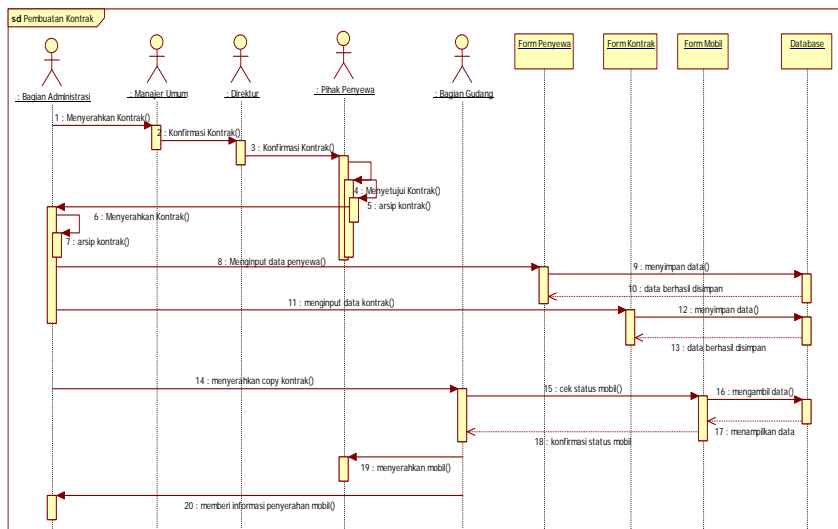 sd Pembuatan Kontrak
: Bagian Administrasi
: Manajer Umum
: Direktur
: Pihak Penyewa
: Bagian Gudang
Form Penyewa
Form Kontrak
Form Mobil
Database
1 : Menyerahkan Kontrak()
2 : Konfirmasi Kontrak()
3 : Konfirmasi Kontrak()
4 : Menyetujui Kontrak()
5 : arsip kontrak()
6 : Menyerahkan Kontrak()
7 : arsip kontrak()
8 : Menginput data penyewa()
9 : menyimpan data()
10 : data berhasil disimpan
11 : menginput data kontrak()
12 : menyimpan data()
13 : data berhasil disimpan
14 : menyerahkan copy kontrak()
15 : cek status mobil()
16 : mengambil data()
17 : menampilkan data
18 : konfirmasi status mobil
19 : menyerahkan mobil()
20 : memberi informasi penyerahan mobil()